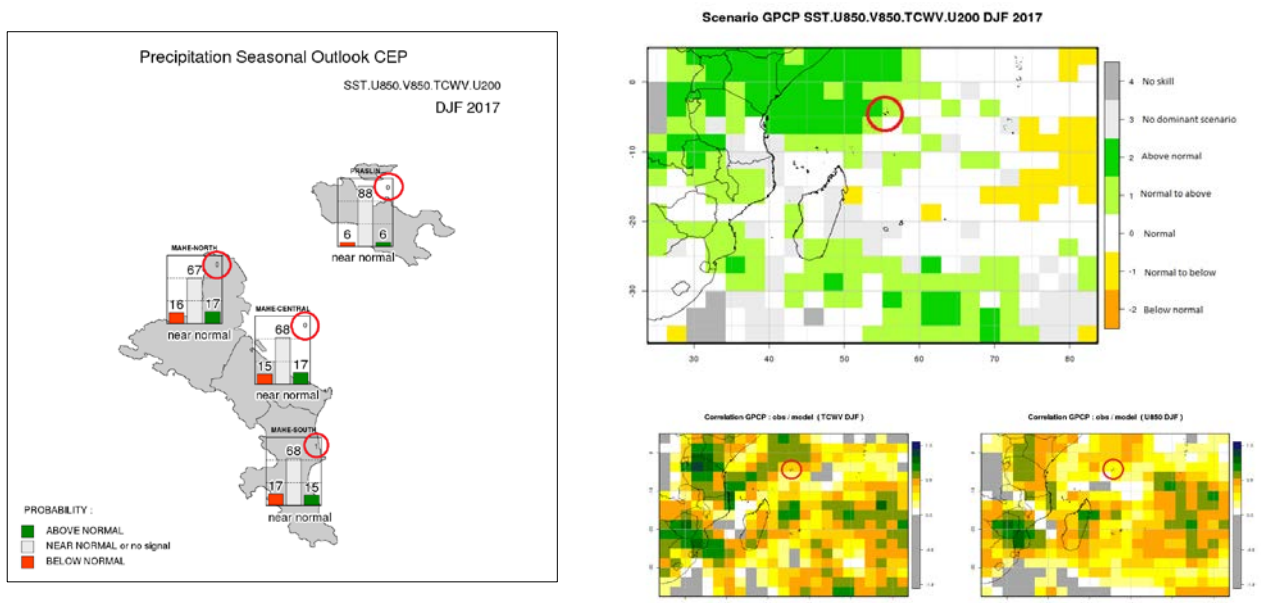 Precipitation Seasonal Outlook CEP
SST.U850.V850.TCWV.U200
DJF 2017
PRASLIN
88
6
6
near normal
MAHE-NORTH
67
16
17
near normal
MAHE-CENTRAL
68
15
17
near normal
MAHE-SOUTH
68
17
15
near normal
PROBABILITY :
ABOVE NORMAL
NEAR NORMAL or no signal
BELOW NORMAL
Scenario GPCP SST.U850.V850.TCWV.U200 DJF 2017
0
-10
-20
-30
30
40
50
60
70
80
4 No skill
3 No dominant scenario
2 Above normal
1 Normal to above
0 Normal
-1 Normal to below
-2 Below normal
Correlation GPCP : obs / model ( TCWV DJF )
Correlation GPCP : obs / model ( U850 DJF )